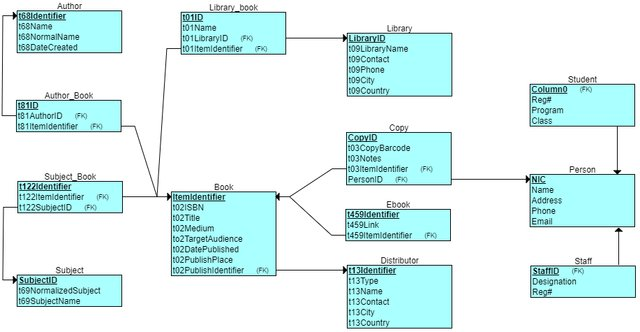 Author
t68Identifier
t68Name
t68NormalName
t68DateCreated
Library_book
t01ID
t01Name
t01LibraryID (FK)
t01ItemIdentifier (FK)
Library
LibraryID
t09LibraryName
t09Contact
t09Phone
t09City
t09Country
Student
Column0 (FK)
Reg#
Program
Class
Author_Book
t81ID
t81AuthorID (FK)
t81ItemIdentifier (FK)
Copy
CopyID
t03CopyBarcode
t03Notes
t03ItemIdentifier (FK)
PersonID (FK)
Person
NIC
Name
Address
Phone
Email
Subject_Book
t122Identifier
t122ItemIdentifier (FK)
t122SubjectID (FK)
Book
ItemIdentifier
t02ISBN
t02Title
t02Medium
to2TargetAudience
t02DatePublished
t02PublishPlace
t02PublishIdentifier (FK)
Ebook
t459Identifier
t459Link
t459ItemIdentifier (FK)
Subject
SubjectID
t69NormalizedSubject
t69SubjectName
Distributor
t13Identifier
t13Type
t13Name
t13Contact
t13City
t13Country
Staff
StaffID (FK)
Designation
Reg#